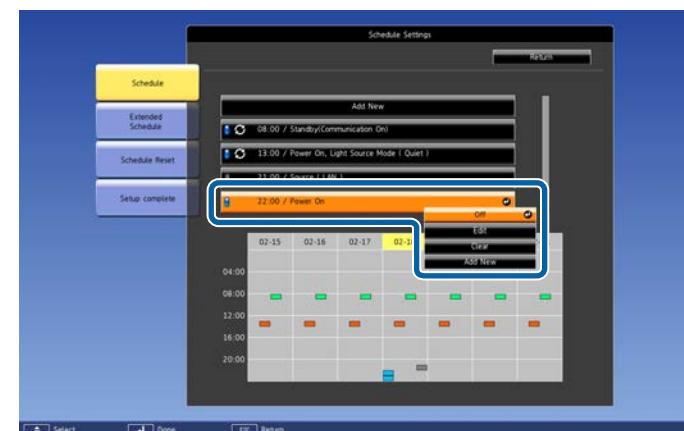 Schedule Settings
Return
Schedule
Extended
Schedule
Schedule Reset
Setup complete
Add New
08:00 / Standby(Communication On)
13:00 / Power On, Light Source Mode ( Quiet )
21:00 / Source ( LAN )
22:00 / Power On
Off
Edit
Clear
Add New
02-15 02-16 02-17
04:00
08:00
12:00
16:00
20:00
Select Done ESC Return